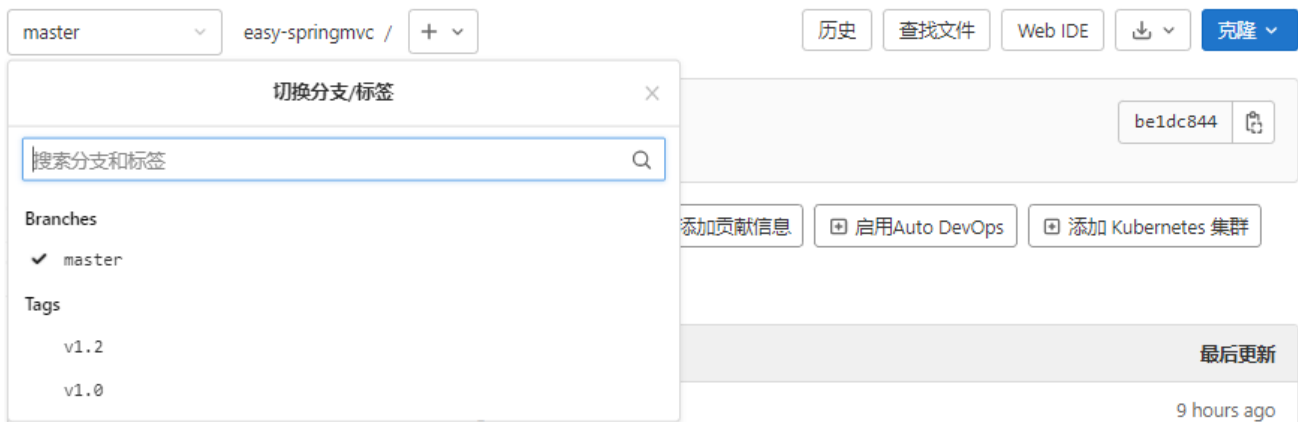 master easy-springmvc / 历史 查找文件 Web IDE 克隆
切换分支/标签
be1dc844
搜索分支和标签
Branches
添加贡献信息 启用Auto DevOps 添加 Kubernetes 集群
master
Tags
v1.2
最后更新
v1.0
9 hours ago